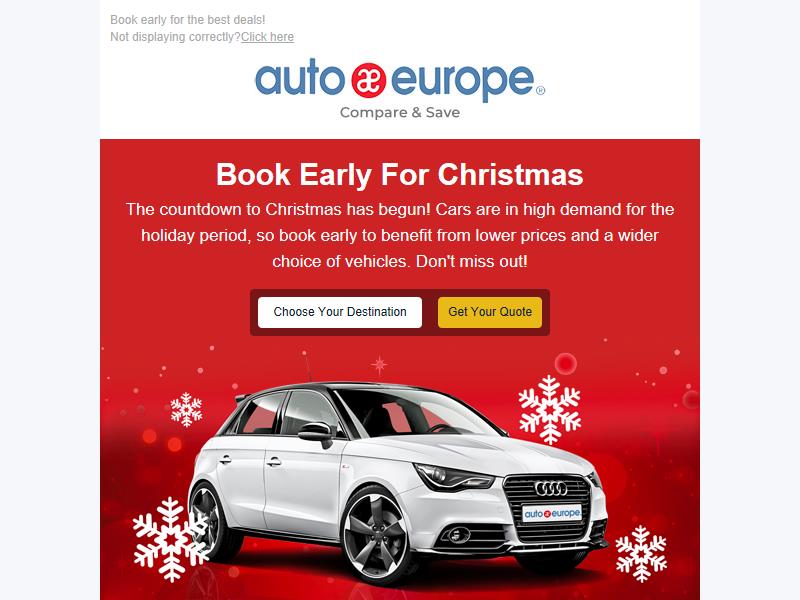 Book early for the best deals!
Not displaying correctly?Click here
auto æ europe®
Compare & Save
Book Early For Christmas
The countdown to Christmas has begun! Cars are in high demand for the
holiday period, so book early to benefit from lower prices and a wider
choice of vehicles. Don't miss out!
Choose Your Destination
Get Your Quote
auto æ europe